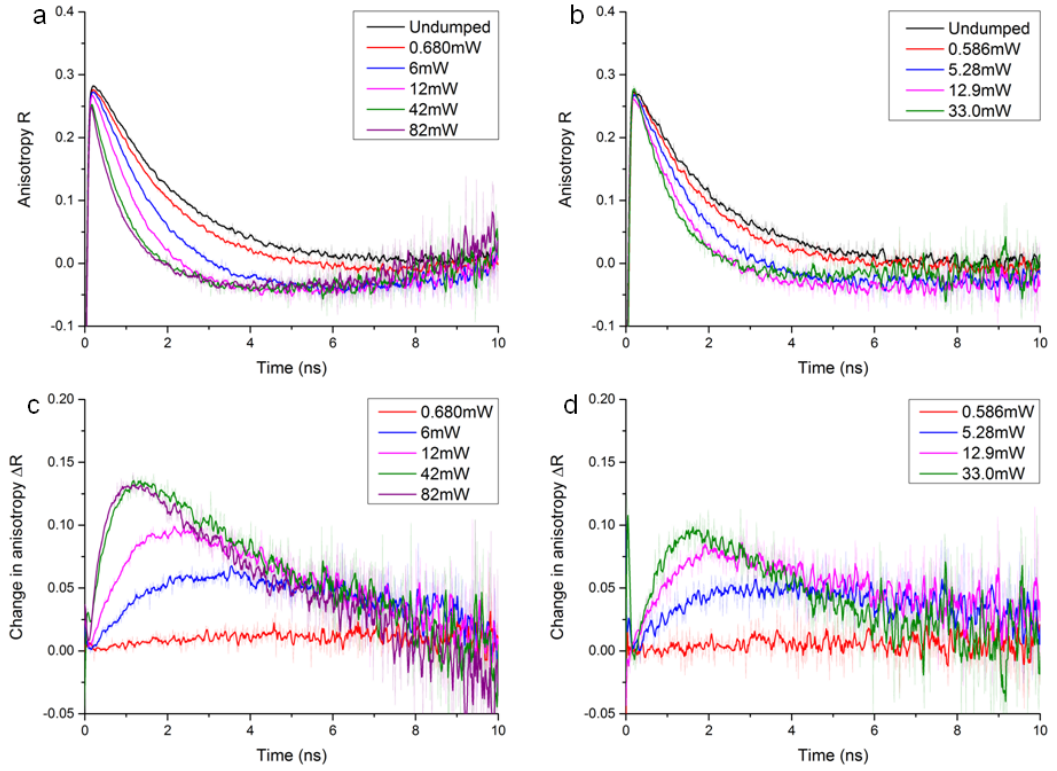 a
0.4
0.3
0.2
0.1
0.0
-0.1
Anisotropy R
Undumped
0.680mW
6mW
12mW
42mW
82mW
0
2
4
6
8
10
Time (ns)
b
0.4
0.3
0.2
0.1
0.0
-0.1
Anisotropy R
Undumped
0.586mW
5.28mW
12.9mW
33.0mW
0
2
4
6
8
10
Time (ns)
c
0.20
0.15
0.10
0.05
0.00
-0.05
Change in anisotropy ΔR
0.680mW
6mW
12mW
42mW
82mW
0
2
4
6
8
10
Time (ns)
d
0.20
0.15
0.10
0.05
0.00
-0.05
Change in anisotropy ΔR
0.586mW
5.28mW
12.9mW
33.0mW
0
2
4
6
8
10
Time (ns)